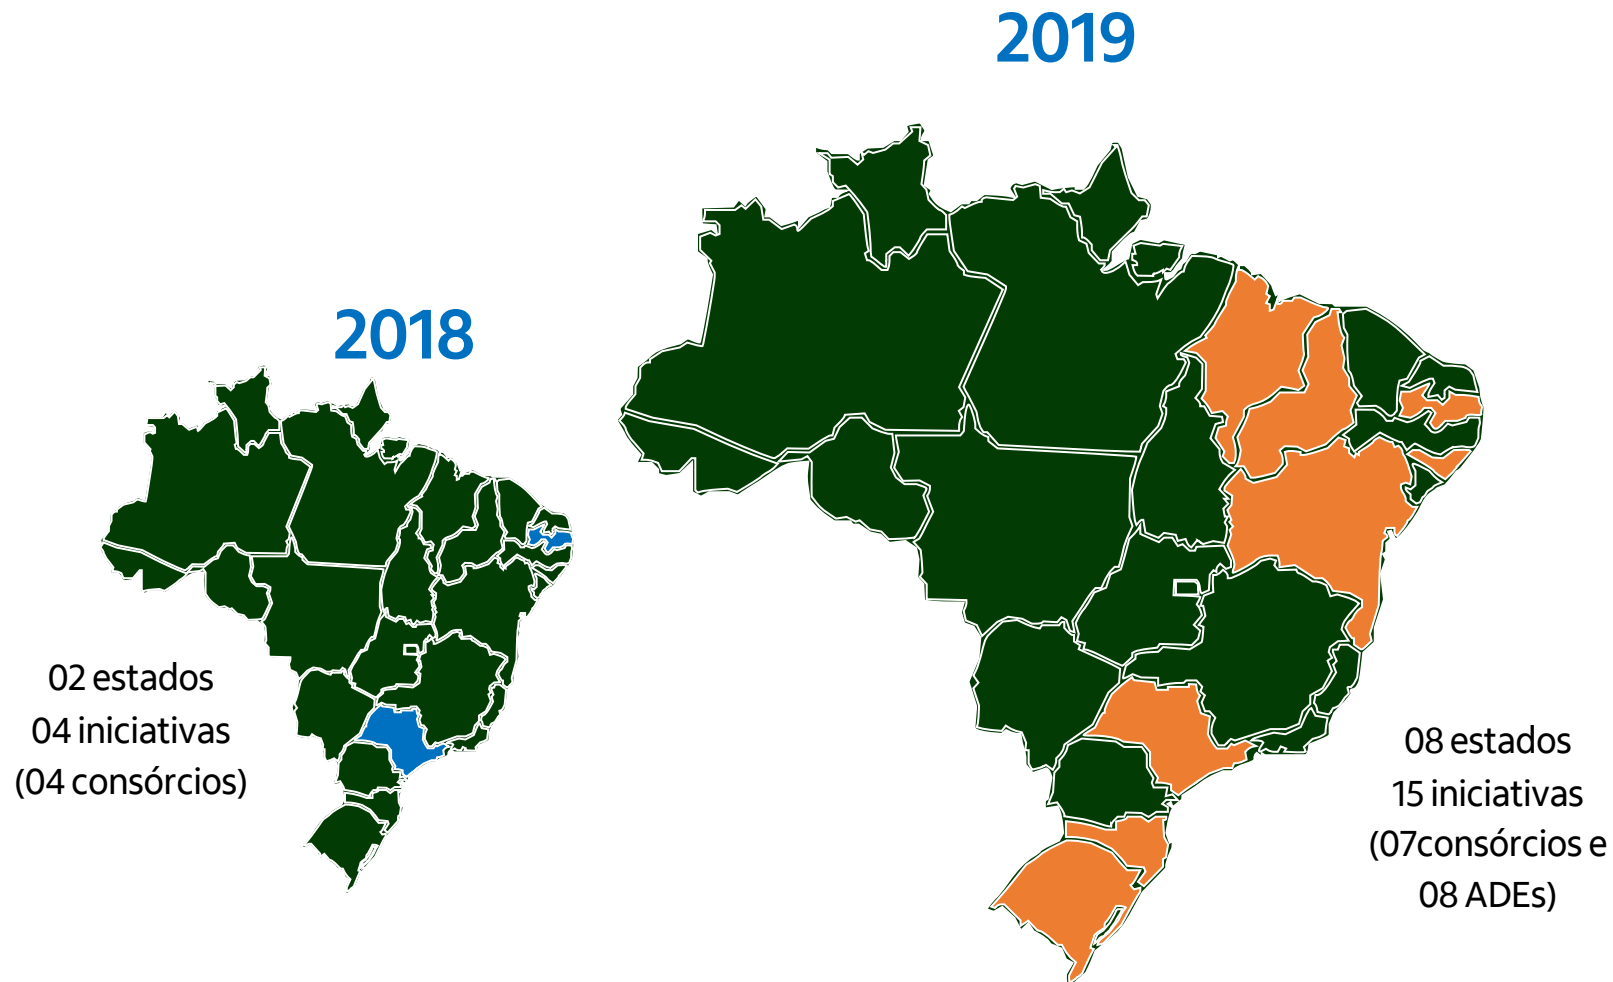 2019
2018
02 estados
04 iniciativas
(04 consórcios)
08 estados
15 iniciativas
(07consórcios e
08 ADEs)